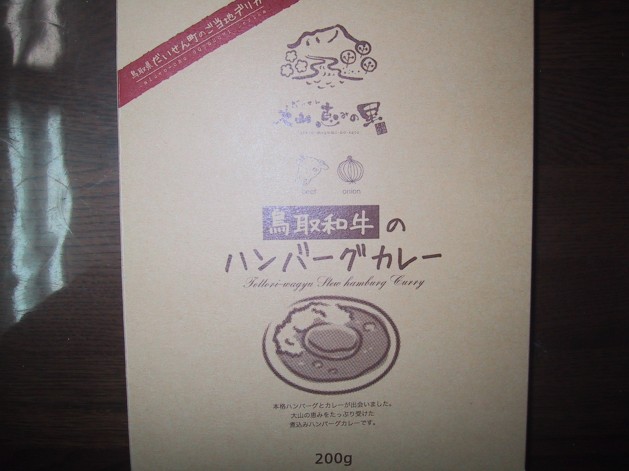 鳥取県だいせん町のご当地デリカ
大山恵みの里
beef
onion
鳥取和牛の
ハンバーグカレー
Tottori-wagyu Stew hamburg Curry
本格ハンバーグとカレーが出会いました。
大山の恵みをたっぷり受けた
煮込みハンバーグカレーです。
200g